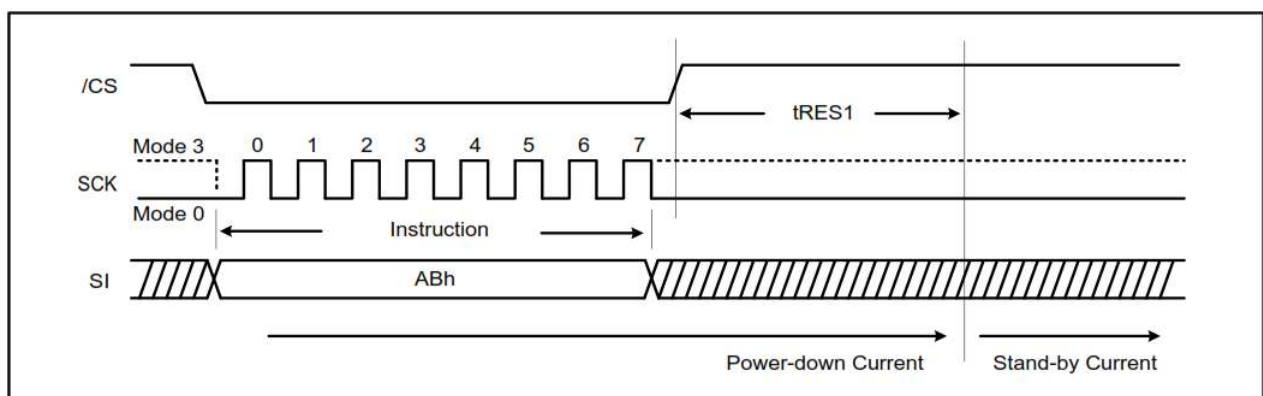 /CS
tRES1
Mode 3
0 1 2 3 4 5 6 7
SCK
Mode 0
Instruction
SI
ABh
Power-down Current
Stand-by Current